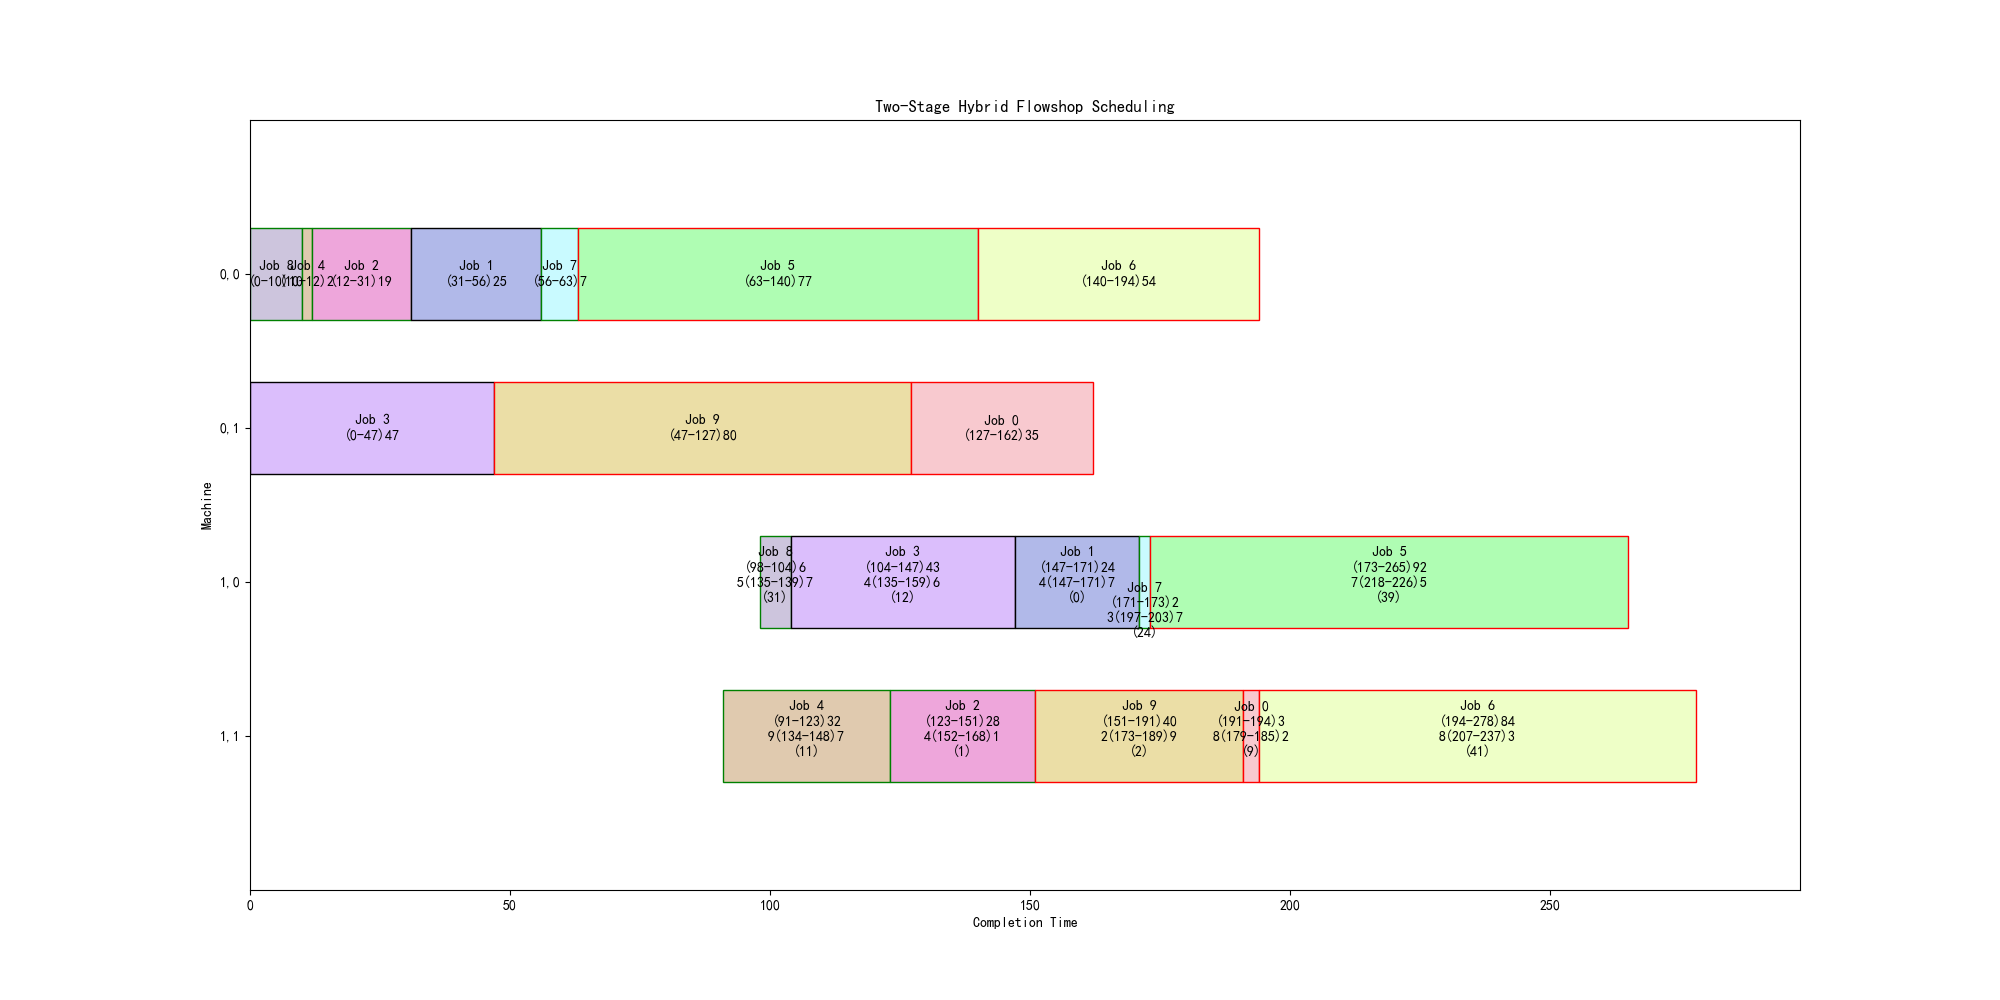 Two-Stage Hybrid Flowshop Scheduling
Machine
0,0
Job 8
(0-10)10
Job 4
(10-12)2
Job 2
(12-31)19
Job 1
(31-56)25
Job 7
(56-63)7
Job 5
(63-140)77
Job 6
(140-194)54
0,1
Job 3
(0-47)47
Job 9
(47-127)80
Job 0
(127-162)35
1,0
Job 8
(98-104)6
5(135-139)7
(31)
Job 3
(104-147)43
4(135-159)6
(12)
Job 1
(147-171)24
4(147-171)7
(0)
Job 7
(171-173)2
3(197-203)7
(24)
Job 5
(173-265)92
7(218-226)5
(39)
1,1
Job 4
(91-123)32
9(134-148)7
(11)
Job 2
(123-151)28
4(152-168)1
(1)
Job 9
(151-191)40
2(173-189)9
(2)
Job 0
(191-194)3
8(179-185)2
(9)
Job 6
(194-278)84
8(207-237)3
(41)
0
50
100
150
200
250
Completion Time